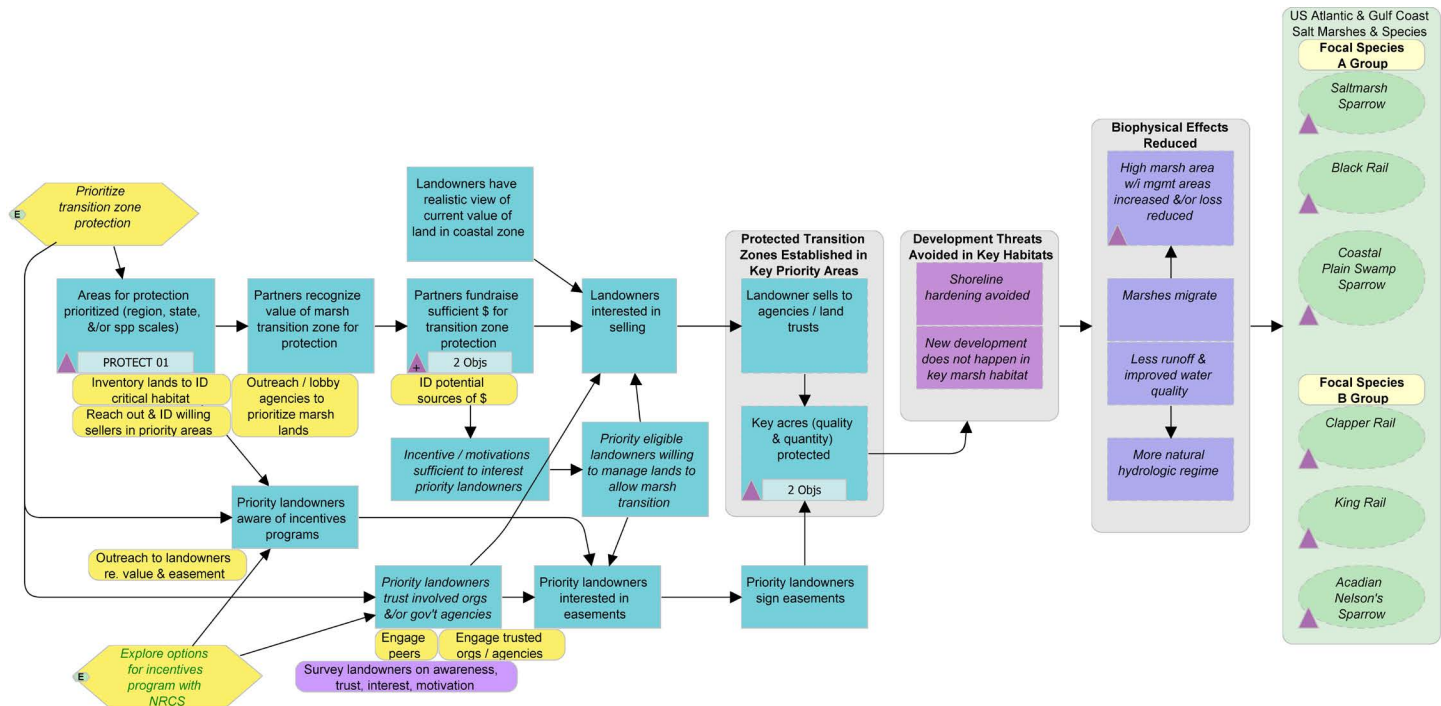 US Atlantic & Gulf Coast
Salt Marshes & Species
Focal Species
A Group
Saltmarsh
Sparrow
Black Rail
Coastal
Plain Swamp
Sparrow
Focal Species
B Group
Clapper Rail
King Rail
Acadian
Nelson's
Sparrow
Biophysical Effects
Reduced
High marsh area
w/i mgmt areas
increased &/or loss
reduced
Marshes migrate
Less runoff &
improved water
quality
More natural
hydrologic regime
Development Threats
Avoided in Key Habitats
Shoreline
hardening avoided
New development
does not happen in
key marsh habitat
Protected Transition
Zones Established in
Key Priority Areas
Landowner sells to
agencies / land
trusts
Key acres (quality
& quantity)
protected
2 Objs
Landowners have
realistic view of
current value of
land in coastal zone
E
Prioritize
transition zone
protection
Areas for protection
prioritized (region, state,
&/or spp scales)
PROTECT 01
Partners recognize
value of marsh
transition zone for
protection
Partners fundraise
sufficient $ for
transition zone
protection
+
2 Objs
Landowners
interested in
selling
Inventory lands to ID
critical habitat
Reach out & ID willing
sellers in priority areas
Outreach / lobby
agencies to
prioritize marsh
lands
ID potential
sources of $
Incentive / motivations
sufficient to interest
priority landowners
Priority eligible
landowners willing
to manage lands to
allow marsh
transition
Priority landowners
aware of incentives
programs
Outreach to landowners
re. value & easement
Priority landowners
trust involved orgs
&/or gov't agencies
Priority landowners
interested in
easements
Priority landowners
sign easements
Engage
peers
Engage trusted
orgs / agencies
Survey landowners on awareness,
trust, interest, motivation
E
Explore options
for incentives
program with
NRCS